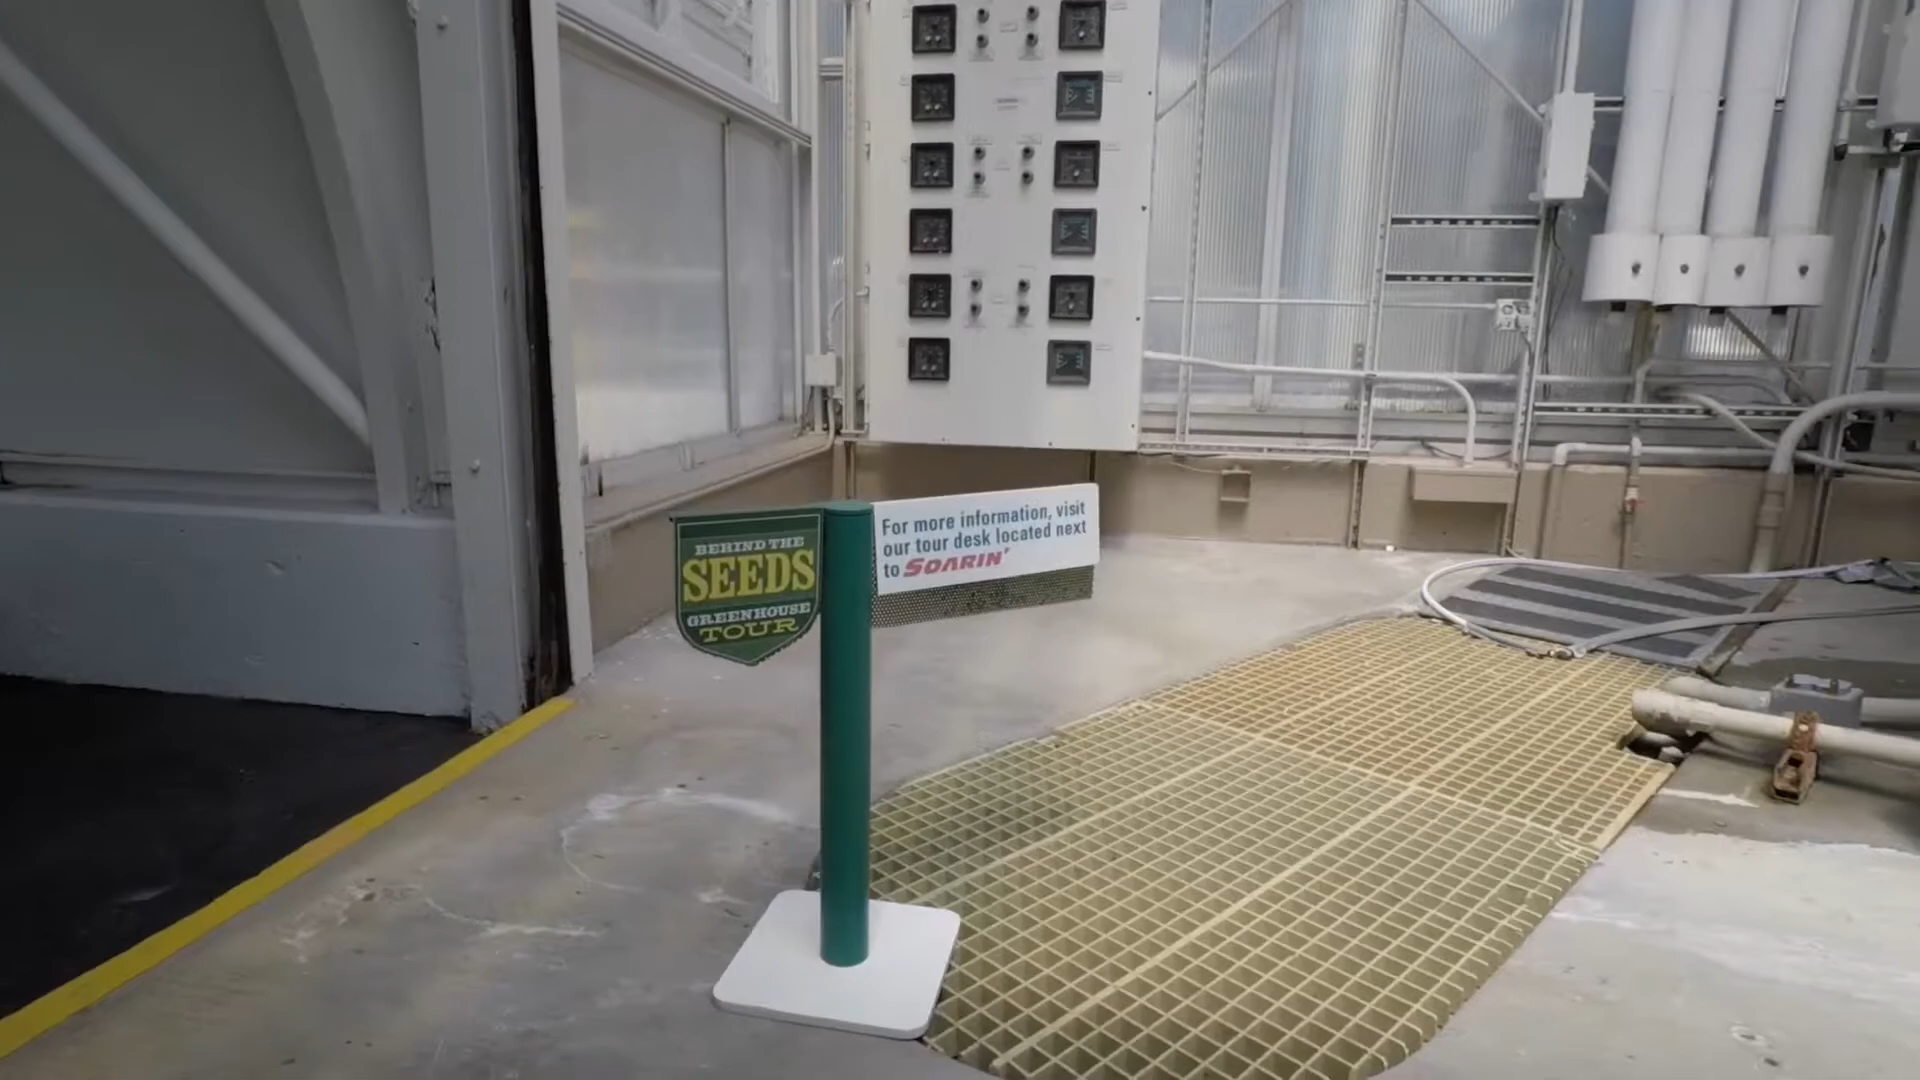 BEHIND THE
SEEDS
GREENHOUSE
TOUR
For more information, visit
our tour desk located next
to SOARIN'